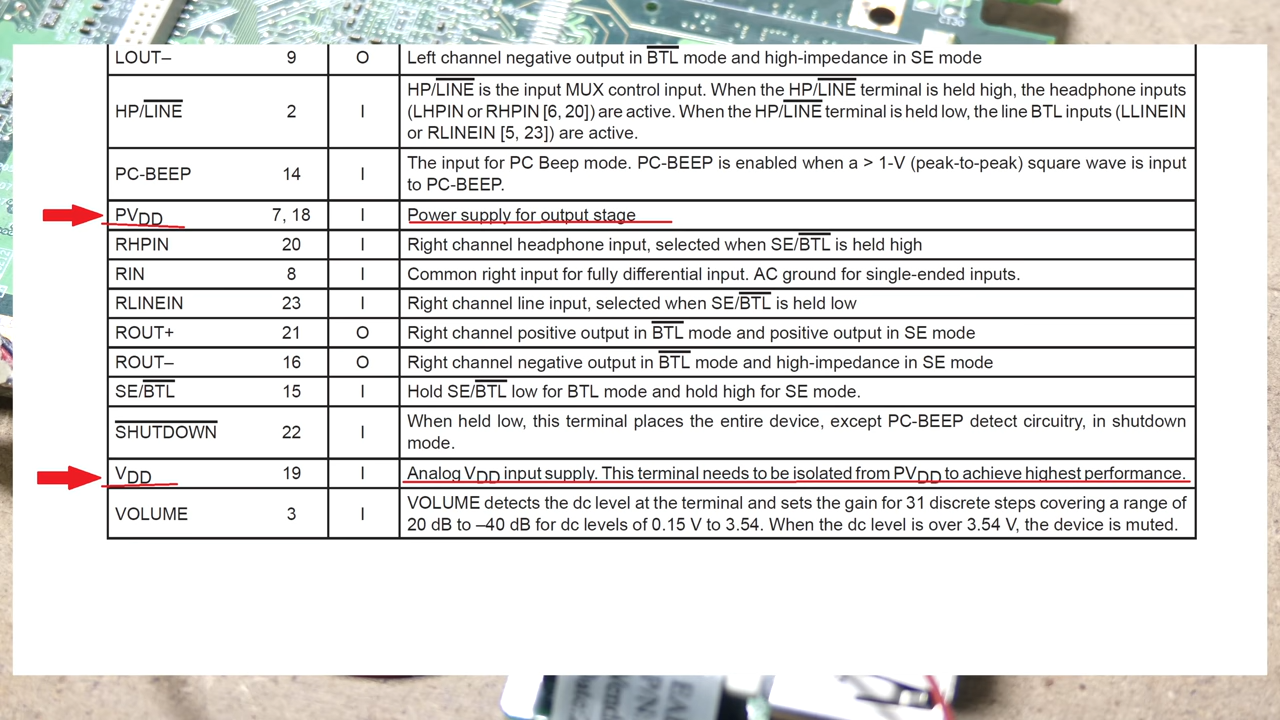 LOUT– 9 O Left channel negative output in BTL mode and high-impedance in SE mode
HP/LINE 2 I HP/LINE is the input MUX control input. When the HP/LINE terminal is held high, the headphone inputs
(LHPIN or RHPIN [6, 20]) are active. When the HP/LINE terminal is held low, the line BTL inputs (LLINEIN
or RLINEIN [5, 23]) are active.
PC-BEEP 14 I The input for PC Beep mode. PC-BEEP is enabled when a > 1-V (peak-to-peak) square wave is input
to PC-BEEP.
PVDD 7, 18 I Power supply for output stage
RHPIN 20 I Right channel headphone input, selected when SE/BTL is held high
RIN 8 I Common right input for fully differential input. AC ground for single-ended inputs.
RLINEIN 23 I Right channel line input, selected when SE/BTL is held low
ROUT+ 21 O Right channel positive output in BTL mode and positive output in SE mode
ROUT– 16 O Right channel negative output in BTL mode and high-impedance in SE mode
SE/BTL 15 I Hold SE/BTL low for BTL mode and hold high for SE mode.
SHUTDOWN 22 I When held low, this terminal places the entire device, except PC-BEEP detect circuitry, in shutdown
mode.
VDD 19 I Analog VDD input supply. This terminal needs to be isolated from PVDD to achieve highest performance.
VOLUME 3 I VOLUME detects the dc level at the terminal and sets the gain for 31 discrete steps covering a range of
20 dB to –40 dB for dc levels of 0.15 V to 3.54. When the dc level is over 3.54 V, the device is muted.